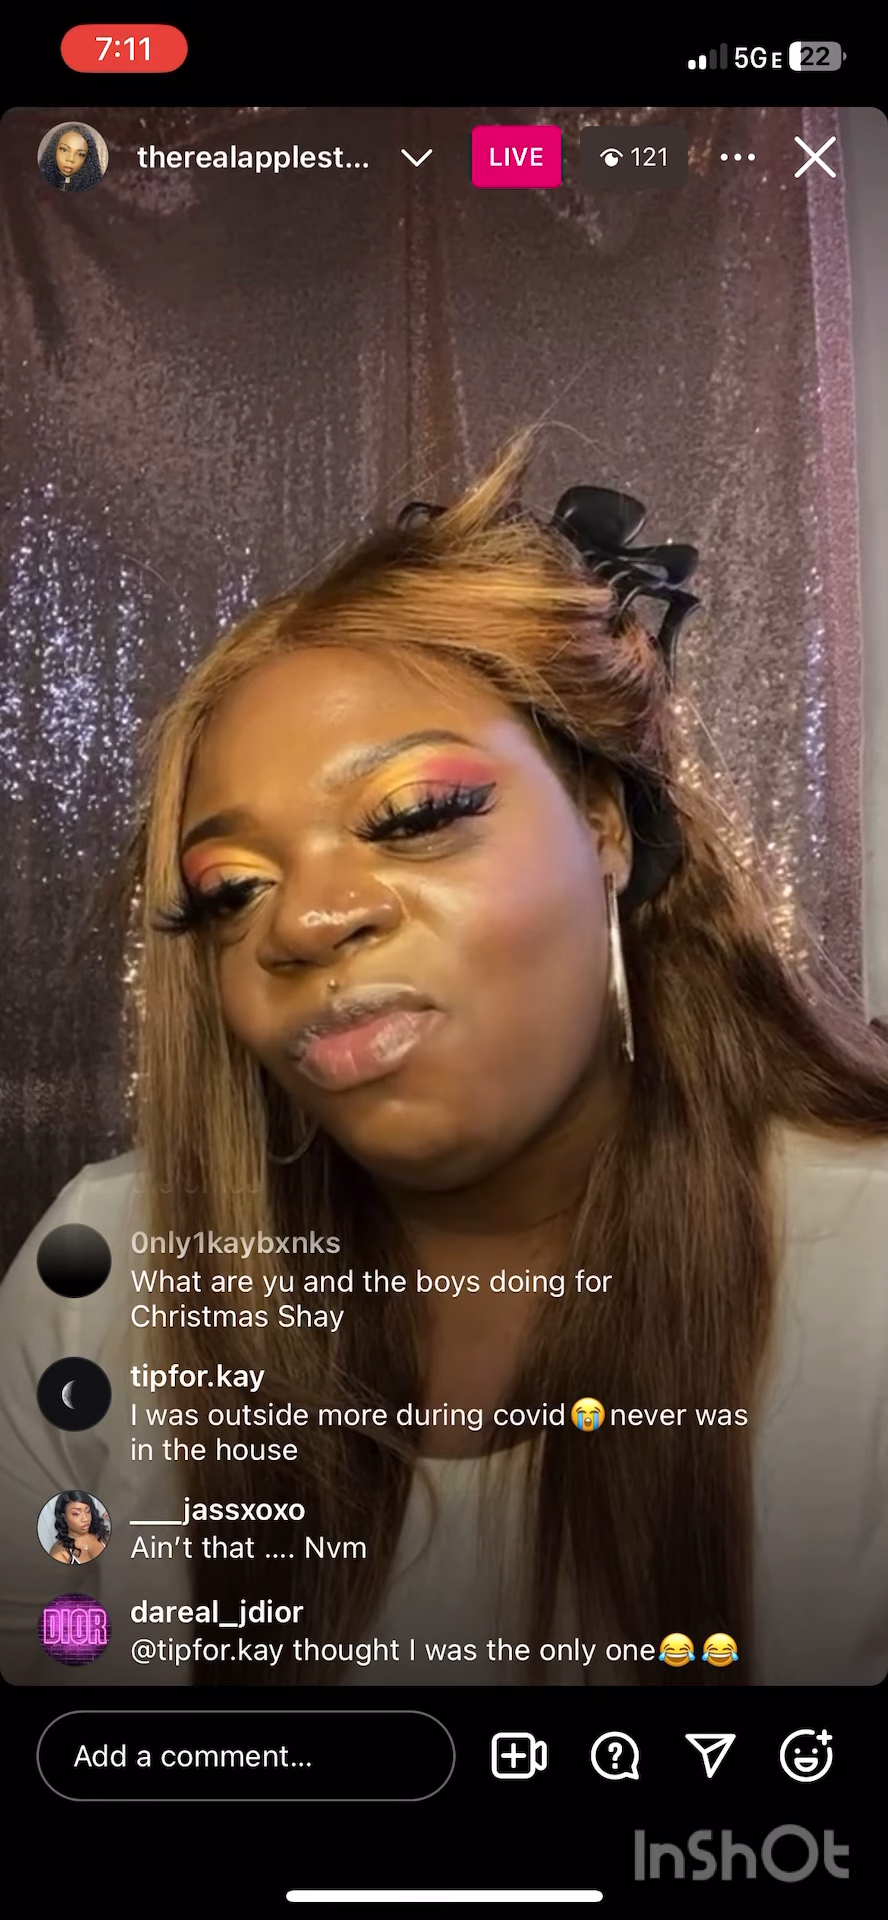 7:11
5GE 22
therealapplest... LIVE 121
0nly1kaybxnks
What are yu and the boys doing for
Christmas Shay
tipfor.kay
I was outside more during covid😭never was
in the house
___jassxoxo
Ain't that .... Nvm
DIOR
dareal_jdior
@tipfor.kay thought I was the only one😂😂
Add a comment...
InShOt